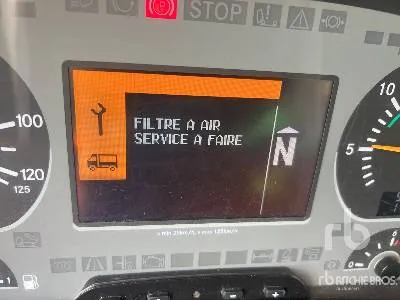 STOP
FILTRE A AIR
SERVICE A FAIRE
N
100
120
125
10
5
rb
RITCHIE BROS